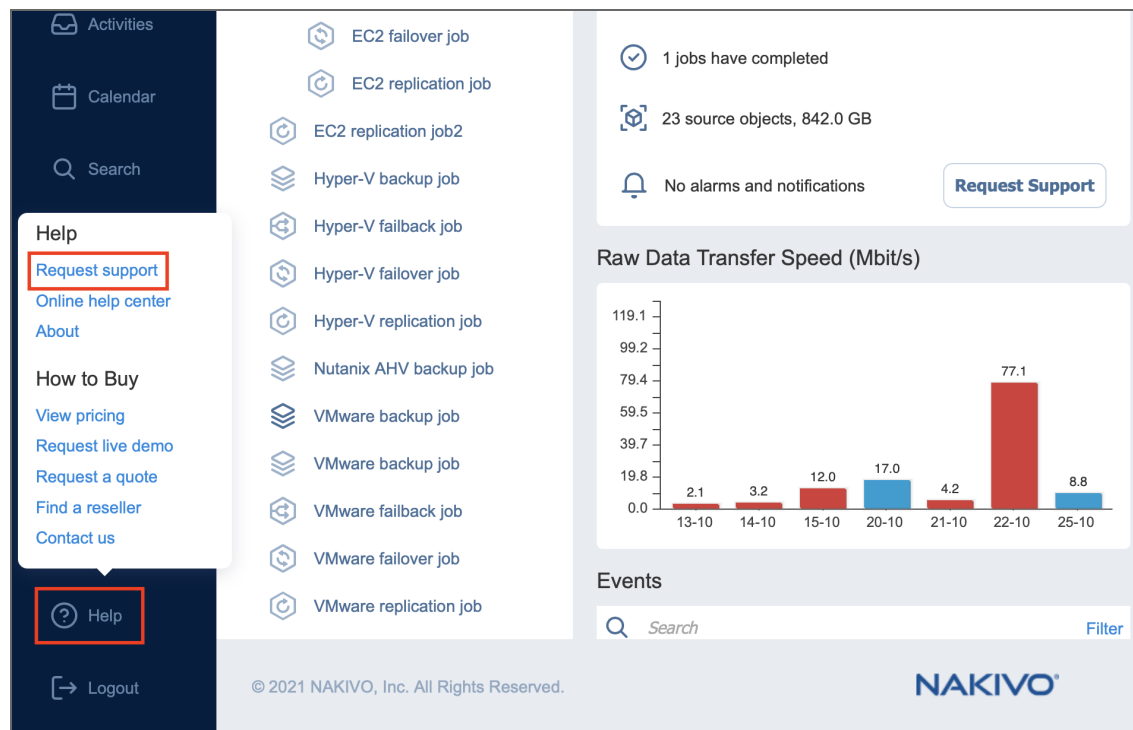 Activities
Calendar
Search
Help
Request support
Online help center
About
How to Buy
View pricing
Request live demo
Request a quote
Find a reseller
Contact us
Help
Logout
EC2 failover job
EC2 replication job
EC2 replication job2
Hyper-V backup job
Hyper-V failback job
Hyper-V failover job
Hyper-V replication job
Nutanix AHV backup job
VMware backup job
VMware backup job
VMware failback job
VMware failover job
VMware replication job
1 jobs have completed
23 source objects, 842.0 GB
No alarms and notifications
Request Support
Raw Data Transfer Speed (Mbit/s)
119.1
99.2
79.4
59.5
39.7
19.8
0.0
2.1
3.2
12.0
17.0
4.2
77.1
8.8
13-10 14-10 15-10 20-10 21-10 22-10 25-10
Events
Search
Filter
© 2021 NAKIVO, Inc. All Rights Reserved.
NAKIVO®